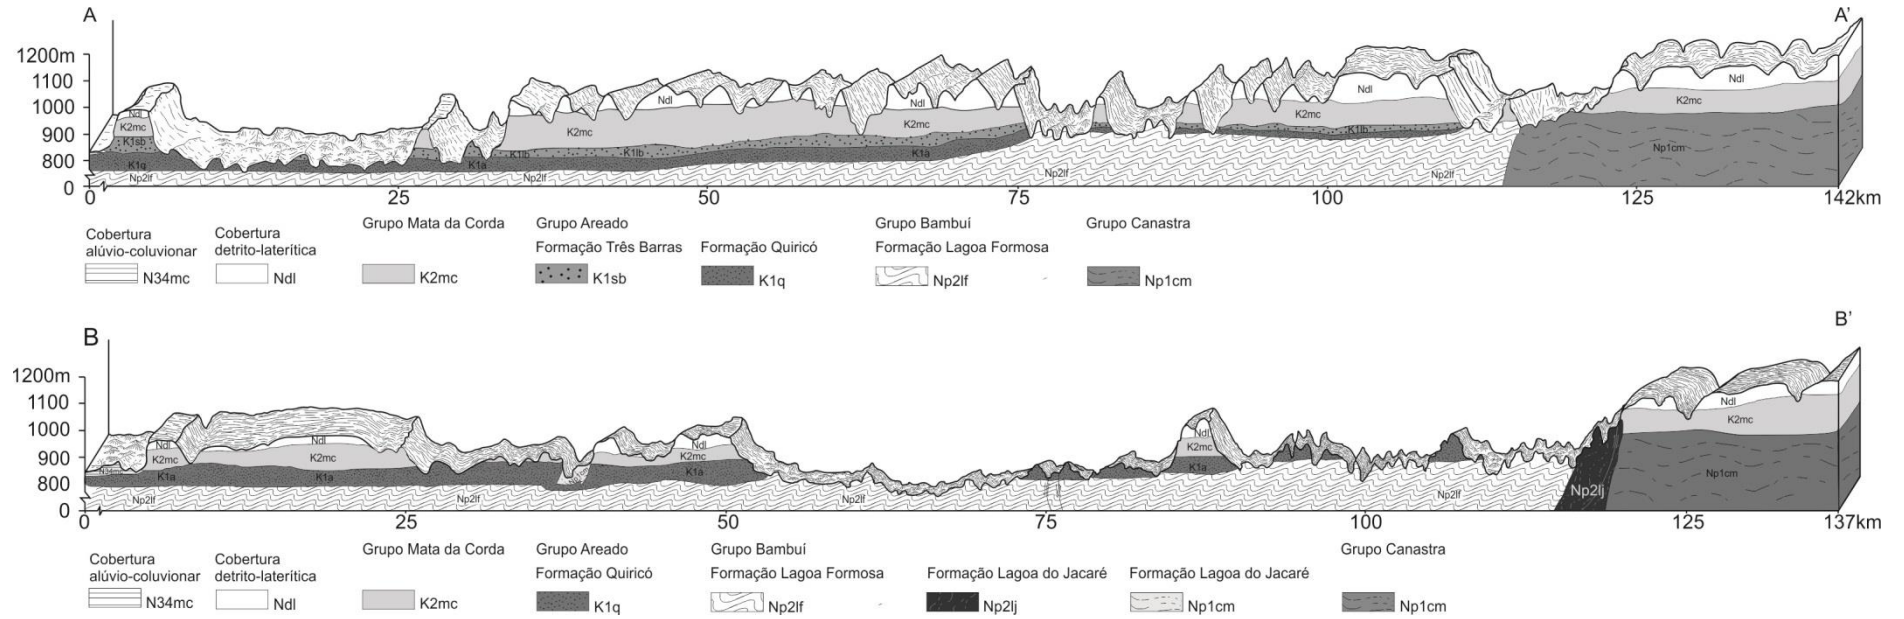 A
A'
1200m
1100
1000
900
800
0
Ndl
K2mc
K1sb
K1q
Np2lf
K1a
K1lb
K2mc
K1lb
Ndl
Np2lf
Ndl
K2mc
K1a
Np2lf
Ndl
K2mc
K1lb
Np2lf
Ndl
K2mc
Np1cm
0
25
50
75
100
125
142km
Cobertura
alúvio-coluvionar
N34mc
Cobertura
detrito-laterítica
Ndl
Grupo Mata da Corda
K2mc
Grupo Areado
Formação Três Barras
K1sb
Formação Quiricó
K1q
Grupo Bambuí
Formação Lagoa Formosa
Np2lf
Grupo Canastra
Np1cm
B
B'
1200m
1100
1000
900
800
0
N34mc
Ndl
K2mc
K1a
Np2lf
Ndl
K2mc
K1a
Np2lf
Ndl
K2mc
K1a
Np2lf
Ndl
K2mc
K1a
Np2lf
Np2lj
Ndl
K2mc
Np1cm
0
25
50
75
100
125
137km
Cobertura
alúvio-coluvionar
N34mc
Cobertura
detrito-laterítica
Ndl
Grupo Mata da Corda
K2mc
Grupo Areado
Formação Quiricó
K1q
Grupo Bambuí
Formação Lagoa Formosa
Np2lf
Formação Lagoa do Jacaré
Np2lj
Formação Lagoa do Jacaré
Np1cm
Grupo Canastra
Np1cm